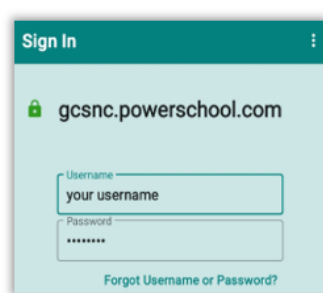 Sign In
gcsnc.powerschool.com
Username
your username
Password
••••••••
Forgot Username or Password?